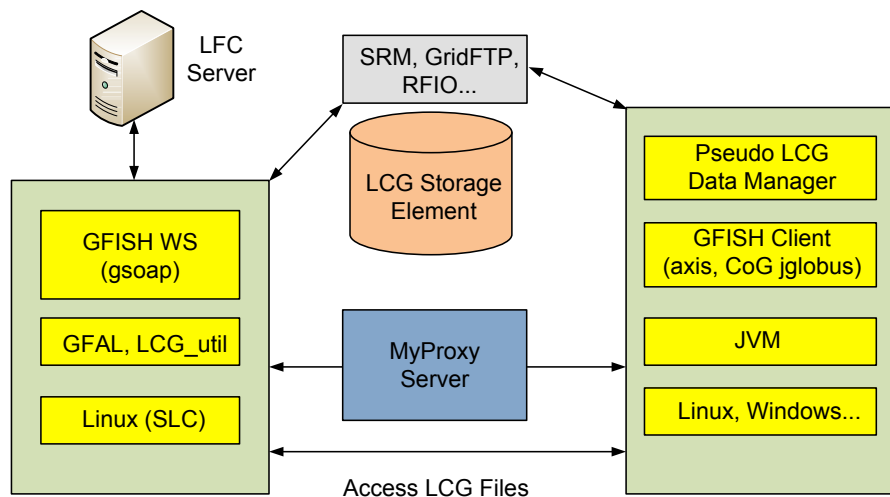 LFC
Server
SRM, GridFTP,
RFIO...
LCG Storage
Element
GFISH WS
(gsoap)
GFAL, LCG_util
Linux (SLC)
MyProxy
Server
Pseudo LCG
Data Manager
GFISH Client
(axis, CoG jglobus)
JVM
Linux, Windows...
Access LCG Files